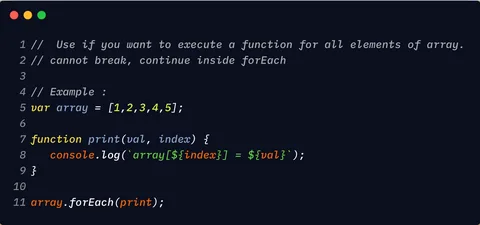 1 //  Use if you want to execute a function for all elements of array.
2 // cannot break, continue inside forEach
3
4 // Example :
5 var array = [1,2,3,4,5];
6
7 function print(val, index) {
8   console.log(`array[${index}] = ${val}`);
9 }
10
11 array.forEach(print);